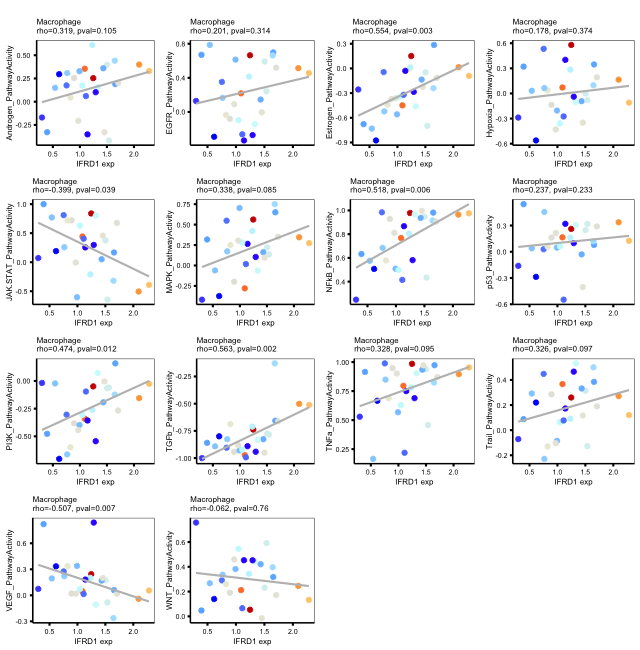 Macrophage
rho=0.319, pval=0.105
Androgen_PathwayActivity
0.50
0.25
0.00
-0.25
0.5
1.0
1.5
2.0
IFRD1 exp
Macrophage
rho=0.201, pval=0.314
EGFR_PathwayActivity
0.8
0.4
0.0
0.5
1.0
1.5
2.0
IFRD1 exp
Macrophage
rho=0.554, pval=0.003
Estrogen_PathwayActivity
0.3
0.0
-0.3
-0.6
-0.9
0.5
1.0
1.5
2.0
IFRD1 exp
Macrophage
rho=0.178, pval=0.374
Hypoxia_PathwayActivity
0.6
0.3
0.0
-0.3
-0.6
0.5
1.0
1.5
2.0
IFRD1 exp
Macrophage
rho=-0.399, pval=0.039
JAK-STAT_PathwayActivity
1.0
0.5
0.0
-0.5
0.5
1.0
1.5
2.0
IFRD1 exp
Macrophage
rho=0.338, pval=0.085
MAPK_PathwayActivity
0.75
0.50
0.25
0.00
-0.25
0.5
1.0
1.5
2.0
IFRD1 exp
Macrophage
rho=0.518, pval=0.006
NFkB_PathwayActivity
1.0
0.8
0.6
0.4
0.5
1.0
1.5
2.0
IFRD1 exp
Macrophage
rho=0.237, pval=0.233
p53_PathwayActivity
0.6
0.3
0.0
-0.3
-0.6
0.5
1.0
1.5
2.0
IFRD1 exp
Macrophage
rho=0.474, pval=0.012
PI3K_PathwayActivity
0.00
-0.25
-0.50
0.5
1.0
1.5
2.0
IFRD1 exp
Macrophage
rho=0.563, pval=0.002
TGFb_PathwayActivity
-0.25
-0.50
-0.75
-1.00
0.5
1.0
1.5
2.0
IFRD1 exp
Macrophage
rho=0.328, pval=0.095
TNFa_PathwayActivity
1.00
0.75
0.50
0.25
0.5
1.0
1.5
2.0
IFRD1 exp
Macrophage
rho=0.326, pval=0.097
Trail_PathwayActivity
0.4
0.2
0.0
-0.2
0.5
1.0
1.5
2.0
IFRD1 exp
Macrophage
rho=-0.507, pval=0.007
VEGF_PathwayActivity
0.6
0.3
0.0
-0.3
0.5
1.0
1.5
2.0
IFRD1 exp
Macrophage
rho=-0.062, pval=0.76
WNT_PathwayActivity
0.6
0.4
0.2
0.0
0.5
1.0
1.5
2.0
IFRD1 exp